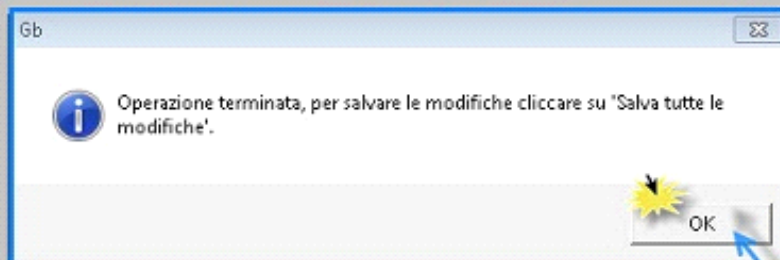 Gb
Operazione terminata, per salvare le modifiche cliccare su 'Salva tutte le
modifiche'.
OK